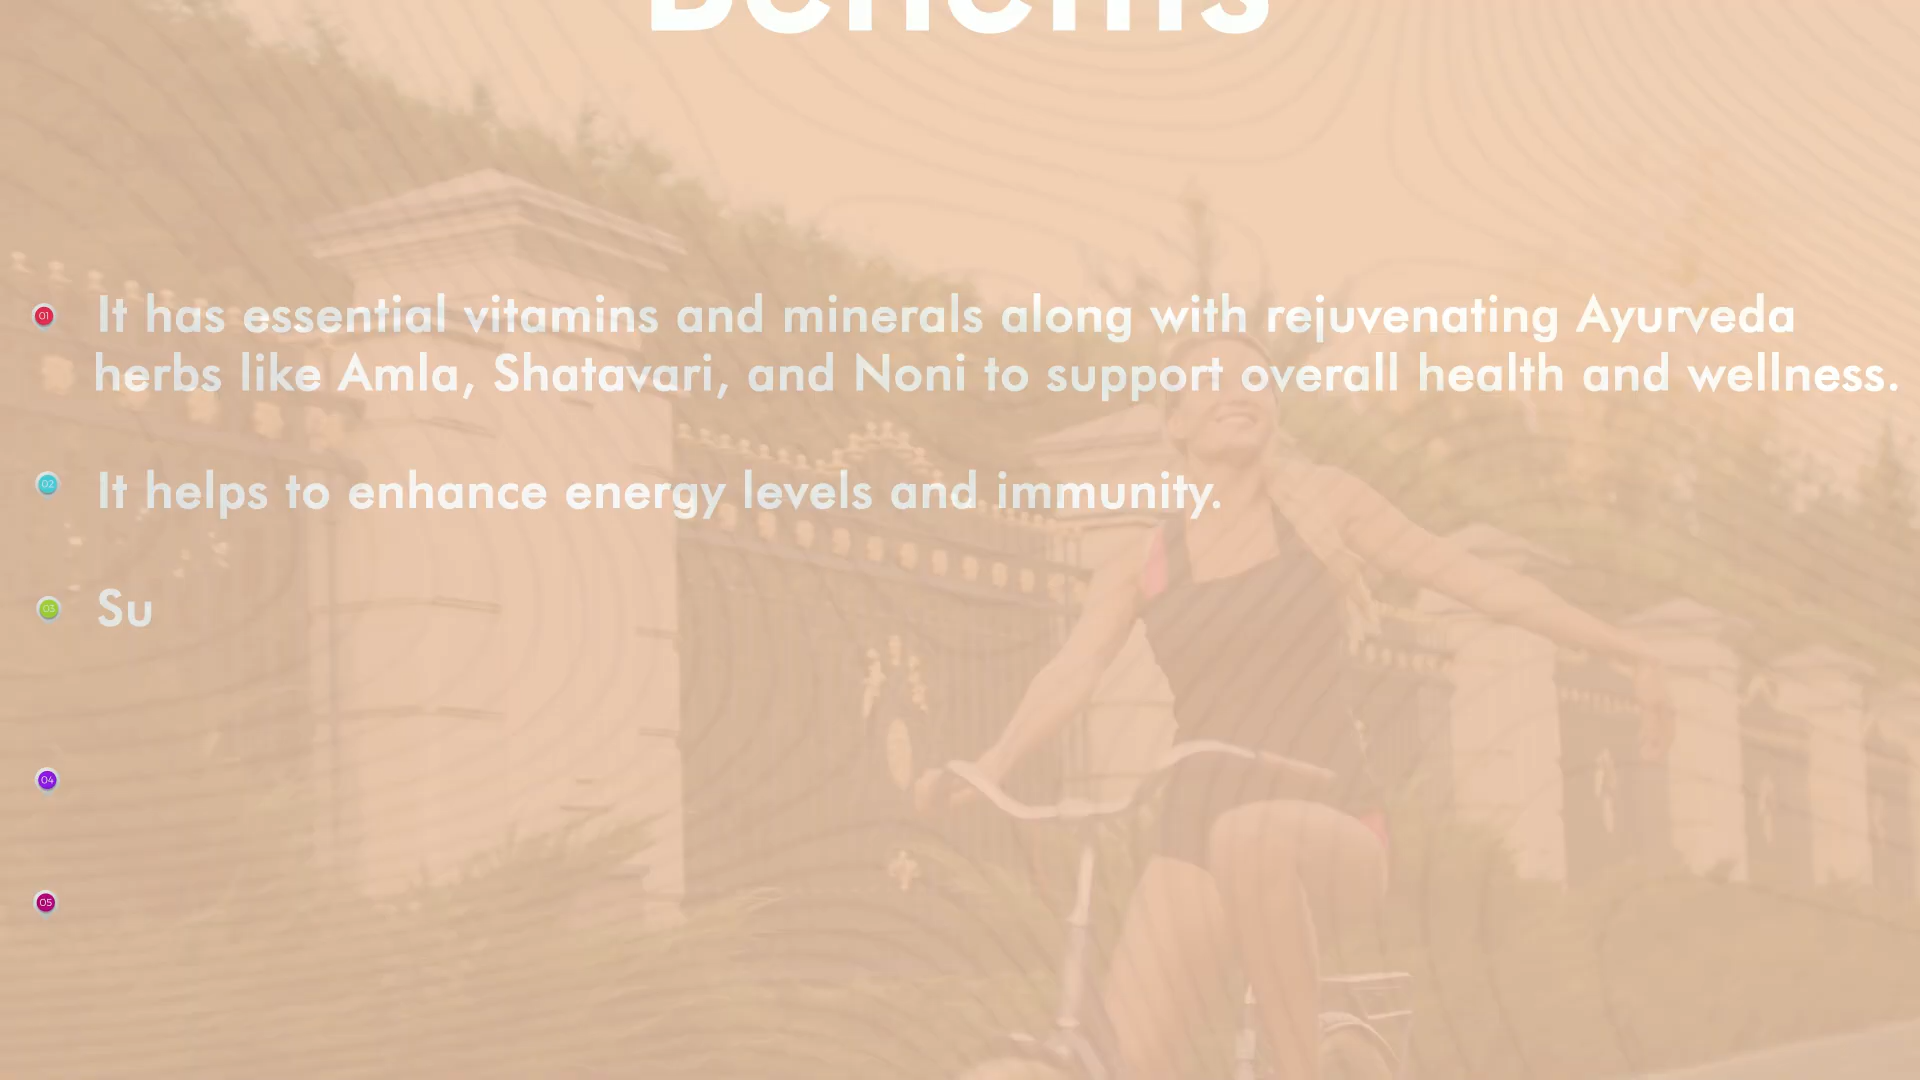 Benefits
01 It has essential vitamins and minerals along with rejuvenating Ayurveda
herbs like Amla, Shatavari, and Noni to support overall health and wellness.
02 It helps to enhance energy levels and immunity.
03 Su
04
05